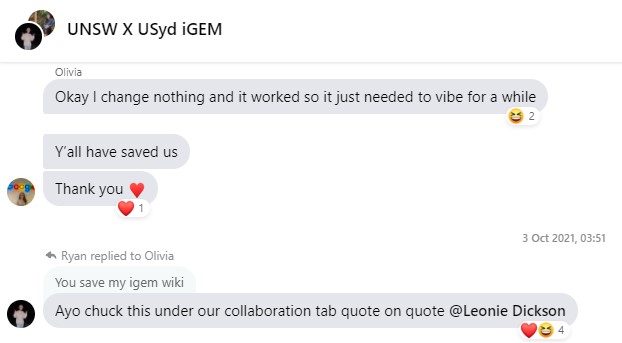 UNSW X USyd iGEM
Olivia
Okay I change nothing and it worked so it just needed to vibe for a while
😆 2
Y'all have saved us
Thank you ♥
❤ 1
3 Oct 2021, 03:51
Ryan replied to Olivia
You save my igem wiki
Ayo chuck this under our collaboration tab quote on quote @Leonie Dickson
❤😆 4